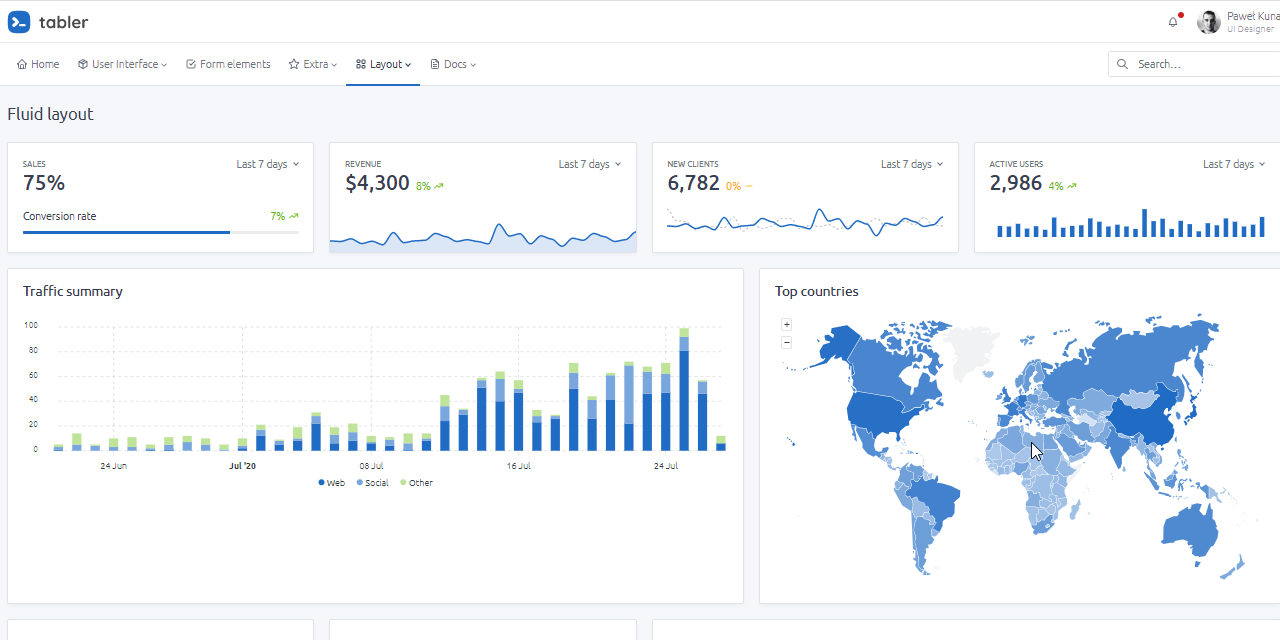 tabler
Paweł Kuna
UI Designer
Home
User Interface
Form elements
Extra
Layout
Docs
Search…
Fluid layout
SALES
Last 7 days
75%
Conversion rate
7%
REVENUE
Last 7 days
$4,300 8%
NEW CLIENTS
Last 7 days
6,782 0%
ACTIVE USERS
Last 7 days
2,986 4%
Traffic summary
100
80
60
40
20
0
24 Jun
Jul '20
08 Jul
16 Jul
24 Jul
Web
Social
Other
Top countries
+
−